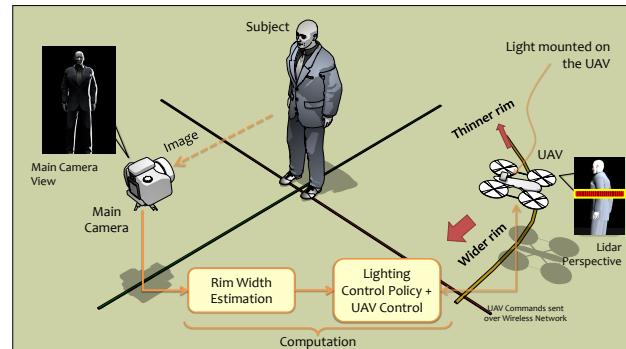 Subject
Light mounted on
the UAV
Image
Thinner rim
UAV
Main Camera
View
Main
Camera
Wider rim
Lidar
Perspective
Rim Width
Estimation
Lighting
Control Policy +
UAV Control
UAV Commands sent
over Wireless Network
Computation